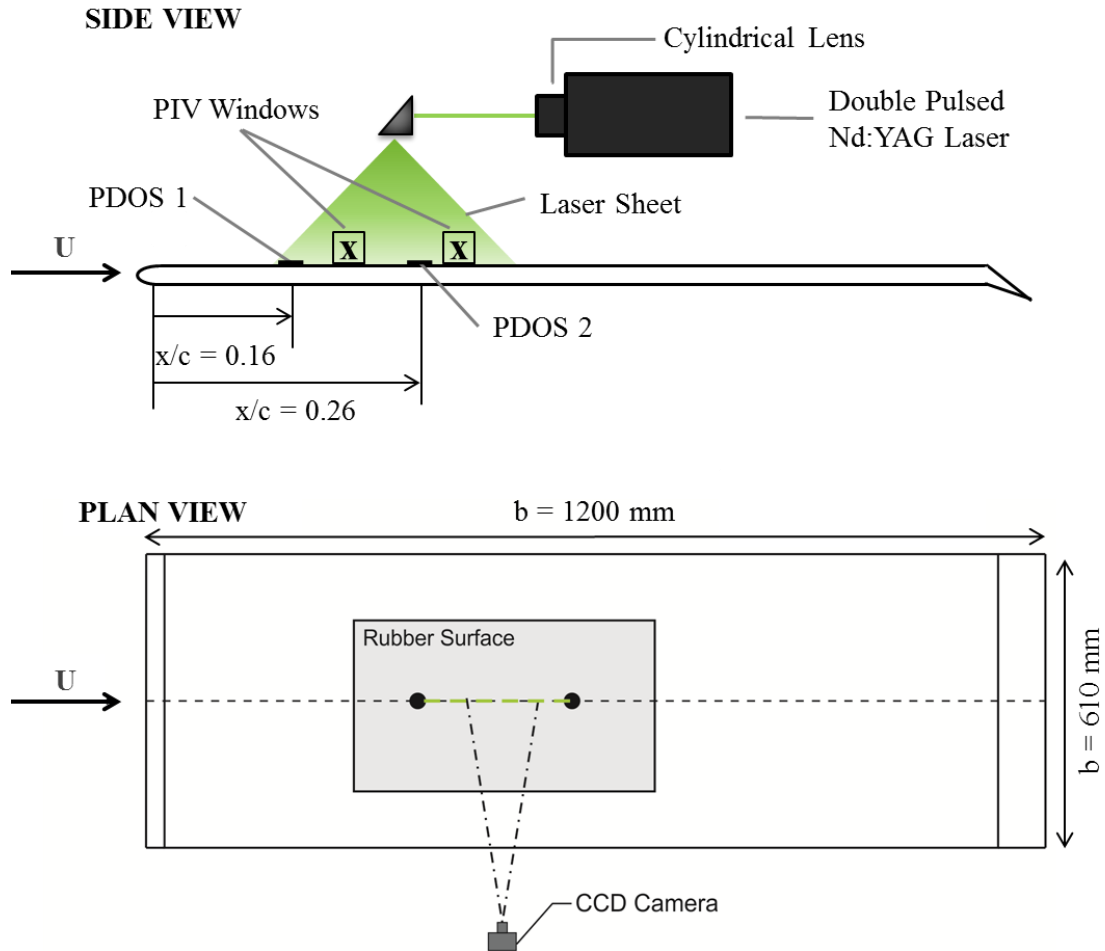 SIDE VIEW
Cylindrical Lens
PIV Windows
Double Pulsed
Nd:YAG Laser
PDOS 1
Laser Sheet
U
X
X
PDOS 2
x/c = 0.16
x/c = 0.26
PLAN VIEW
b = 1200 mm
Rubber Surface
U
b = 610 mm
CCD Camera